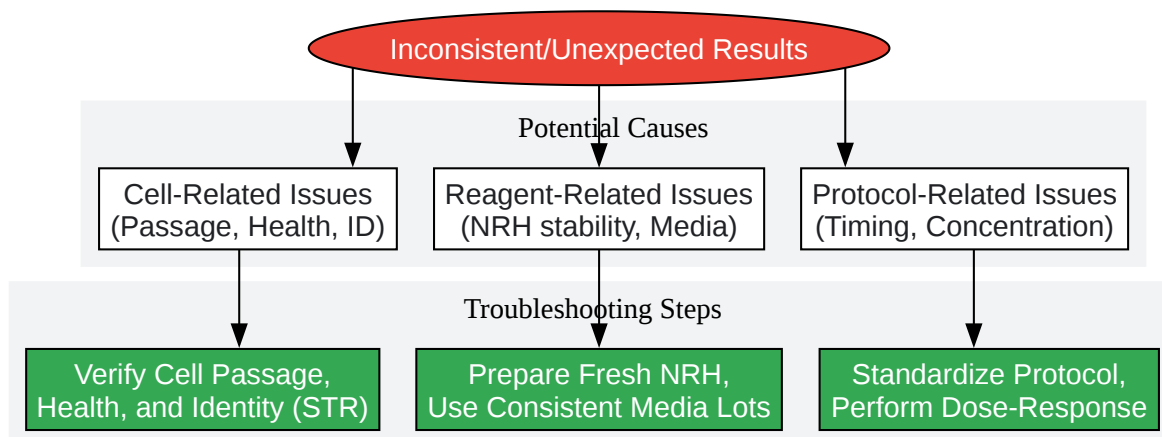 Inconsistent/Unexpected Results
Potential Causes
Cell-Related Issues
(Passage, Health, ID)
Reagent-Related Issues
(NRH stability, Media)
Protocol-Related Issues
(Timing, Concentration)
Troubleshooting Steps
Verify Cell Passage,
Health, and Identity (STR)
Prepare Fresh NRH,
Use Consistent Media Lots
Standardize Protocol,
Perform Dose-Response